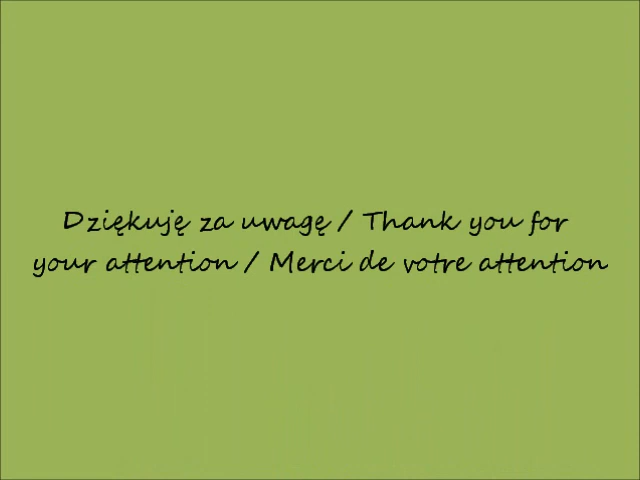 Dziękuję za uwagę / Thank you for
your attention / Merci de votre attention